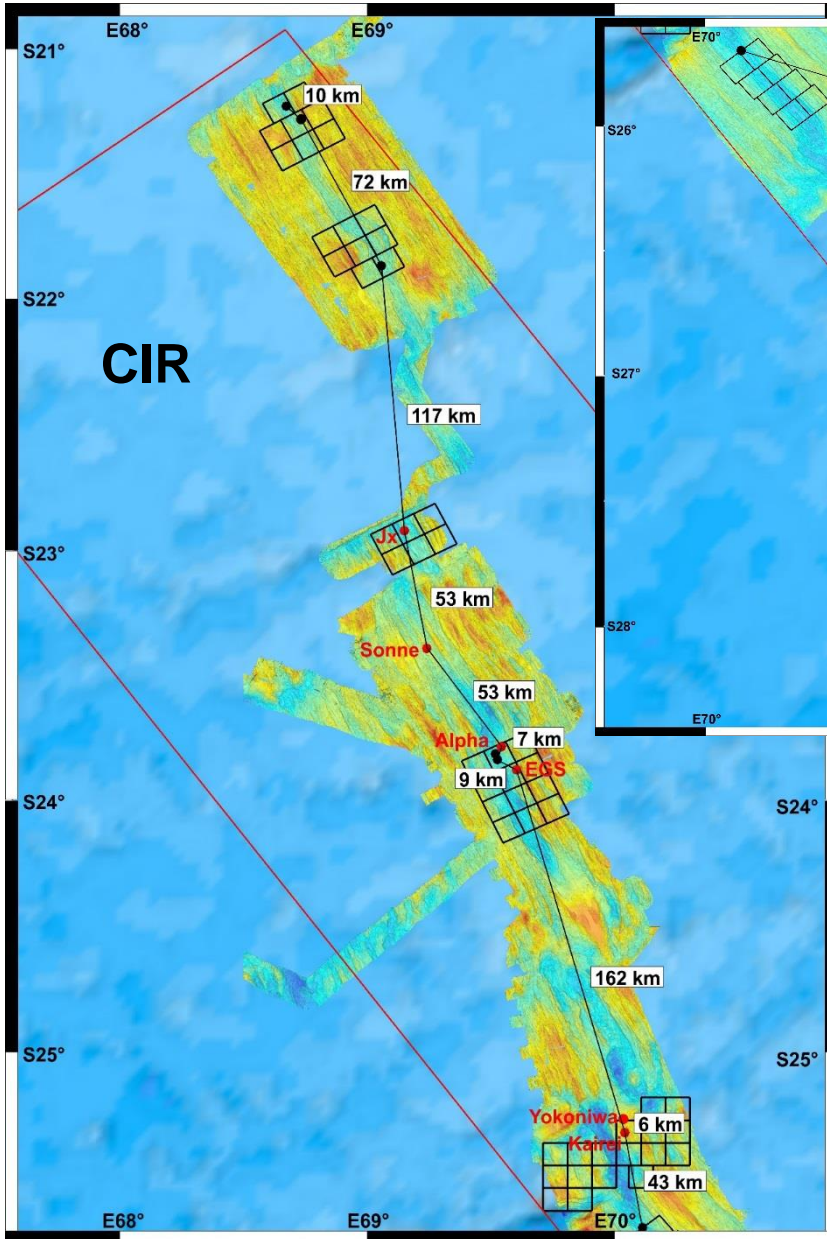 E68° E69°
S21°
E70°
10 km
S26°
72 km
S22°
CIR
S27°
117 km
Jx
S23°
53 km
S28°
Sonne
53 km
E70°
Alpha 7 km
EGS
9 km
S24° S24°
162 km
S25° S25°
Yokoniwa
6 km
Kairei
43 km
E68° E69° E70°